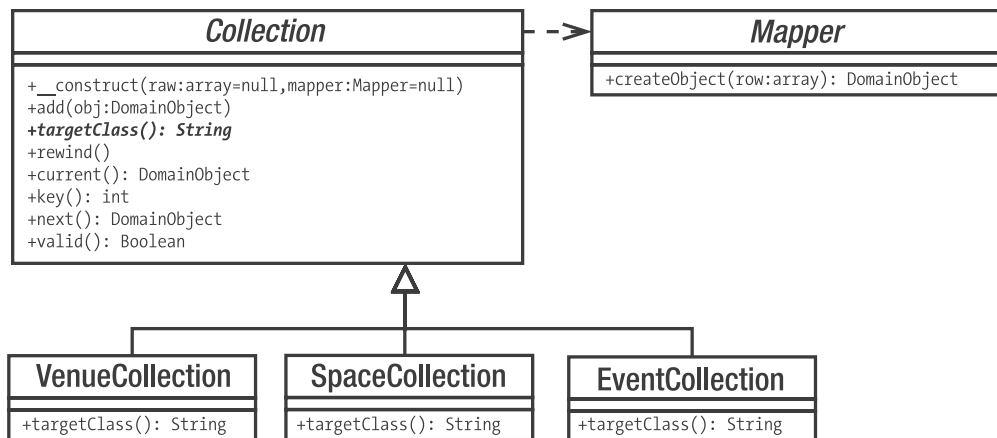 Collection
+__construct(raw:array=null,mapper:Mapper=null)
+add(obj:DomainObject)
+targetClass(): String
+rewind()
+current(): DomainObject
+key(): int
+next(): DomainObject
+valid(): Boolean
Mapper
+createObject(row:array): DomainObject
VenueCollection
+targetClass(): String
SpaceCollection
+targetClass(): String
EventCollection
+targetClass(): String